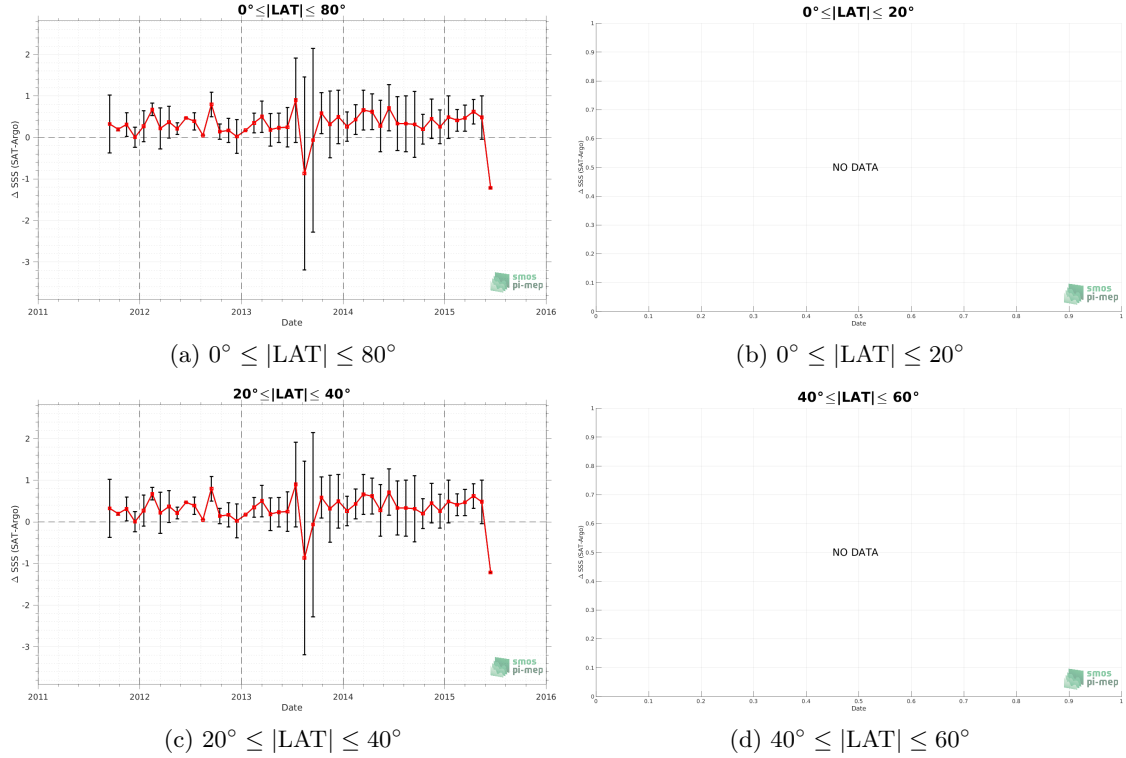 0°≤|LAT|≤ 80°
2
1
0
-1
-2
-3
Δ SSS (SAT-Argo)
smos
pi-mep
2011 2012 2013 2014 2015 2016
Date
(a) 0° ≤ |LAT| ≤ 80°
0°≤|LAT|≤ 20°
1
0.9
0.8
0.7
0.6
0.5
0.4
0.3
0.2
0.1
0
Δ SSS (SAT-Argo)
NO DATA
smos
pi-mep
0 0.1 0.2 0.3 0.4 0.5 0.6 0.7 0.8 0.9 1
Date
(b) 0° ≤ |LAT| ≤ 20°
20°≤|LAT|≤ 40°
2
1
0
-1
-2
-3
Δ SSS (SAT-Argo)
smos
pi-mep
2011 2012 2013 2014 2015 2016
Date
(c) 20° ≤ |LAT| ≤ 40°
40°≤|LAT|≤ 60°
1
0.9
0.8
0.7
0.6
0.5
0.4
0.3
0.2
0.1
0
Δ SSS (SAT-Argo)
NO DATA
smos
pi-mep
0 0.1 0.2 0.3 0.4 0.5 0.6 0.7 0.8 0.9 1
Date
(d) 40° ≤ |LAT| ≤ 60°